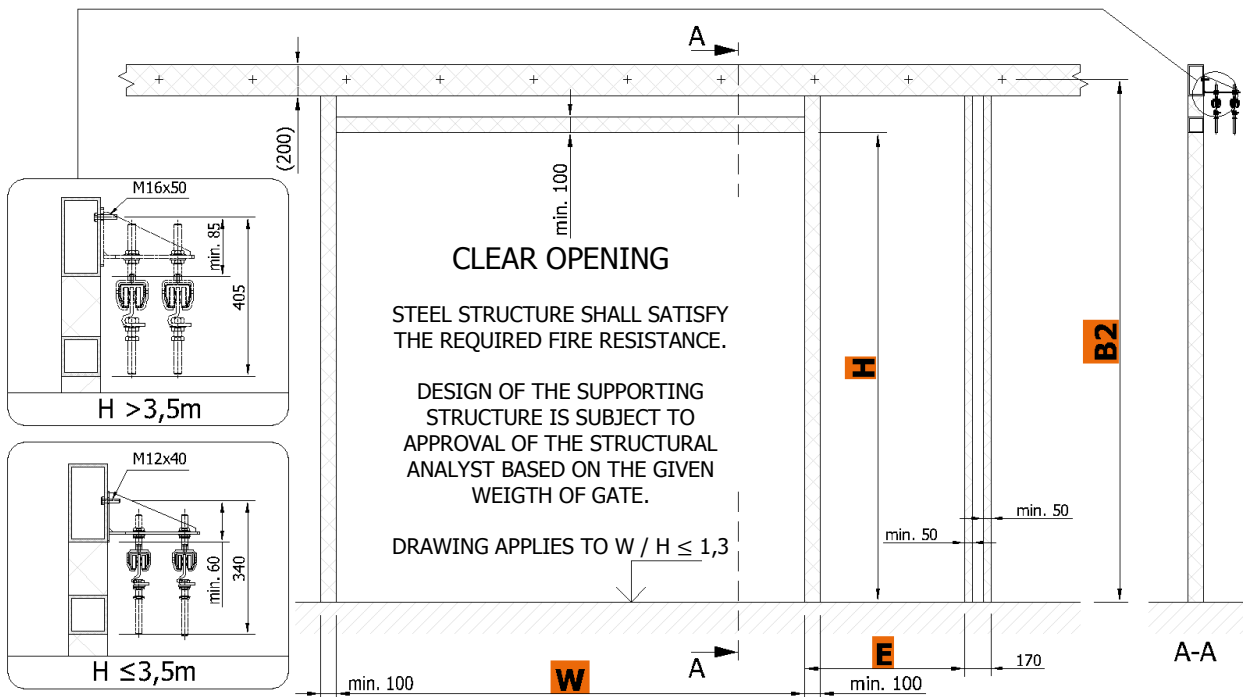 A
(200)
min. 100
M16x50
min. 85
405
H >3,5m
CLEAR OPENING
STEEL STRUCTURE SHALL SATISFY
THE REQUIRED FIRE RESISTANCE.
DESIGN OF THE SUPPORTING
STRUCTURE IS SUBJECT TO
APPROVAL OF THE STRUCTURAL
ANALYST BASED ON THE GIVEN
WEIGTH OF GATE.
DRAWING APPLIES TO W / H ≤ 1,3
H
B2
M12x40
min. 60
340
H ≤3,5m
min. 50
min. 50
A
E
170
A-A
min. 100
W
min. 100